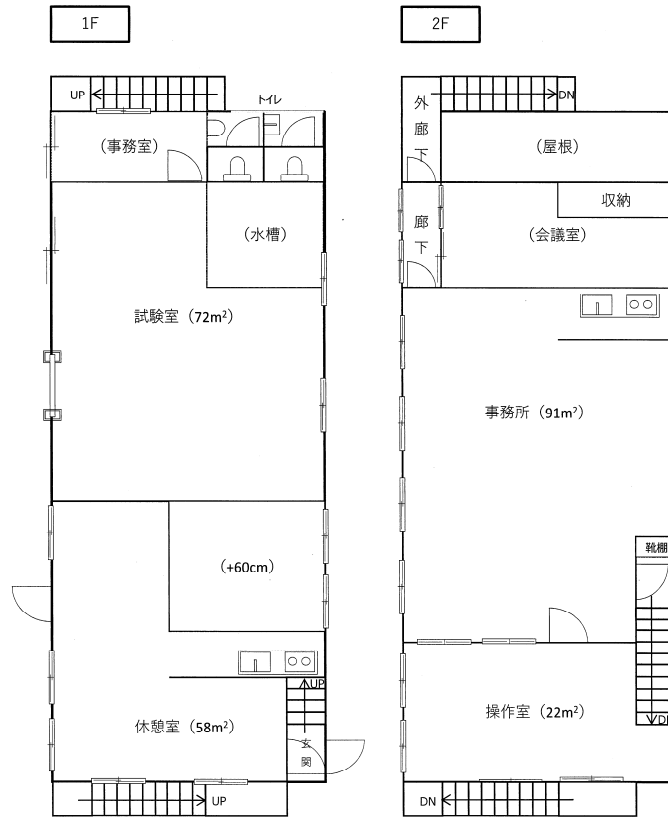 1F
UP
トイレ
(事務室)
(水槽)
試験室（72m²）
(+60cm)
UP
休憩室（58m²）
玄関
UP
2F
DN
外廊下
(屋根)
収納
廊下
(会議室)
事務所（91m²）
靴棚
操作室（22m²）
DN